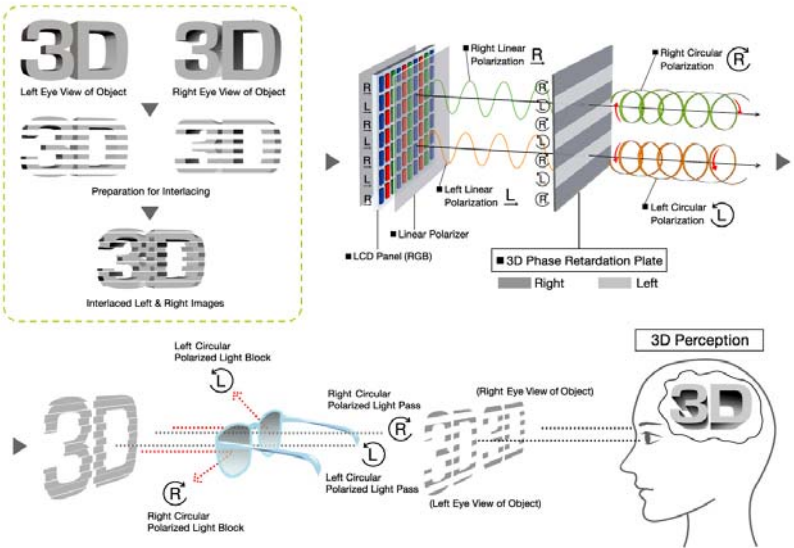 3D
3D
Left Eye View of Object
Right Eye View of Object
3D
3D
Preparation for Interlacing
3D
Interlaced Left & Right Images
Right Linear
Polarization R
Right Circular
Polarization R
R
L
R
L
R
L
R
R
L
R
L
R
L
R
Left Linear
Polarization L
Left Circular
Polarization L
Linear Polarizer
LCD Panel (RGB)
3D Phase Retardation Plate
Right
Left
3D
Left Circular
Polarized Light Block
L
Right Circular
Polarized Light Pass
R
L
Left Circular
Polarized Light Pass
R
Right Circular
Polarized Light Block
(Right Eye View of Object)
3D
3D
(Left Eye View of Object)
3D Perception
3D